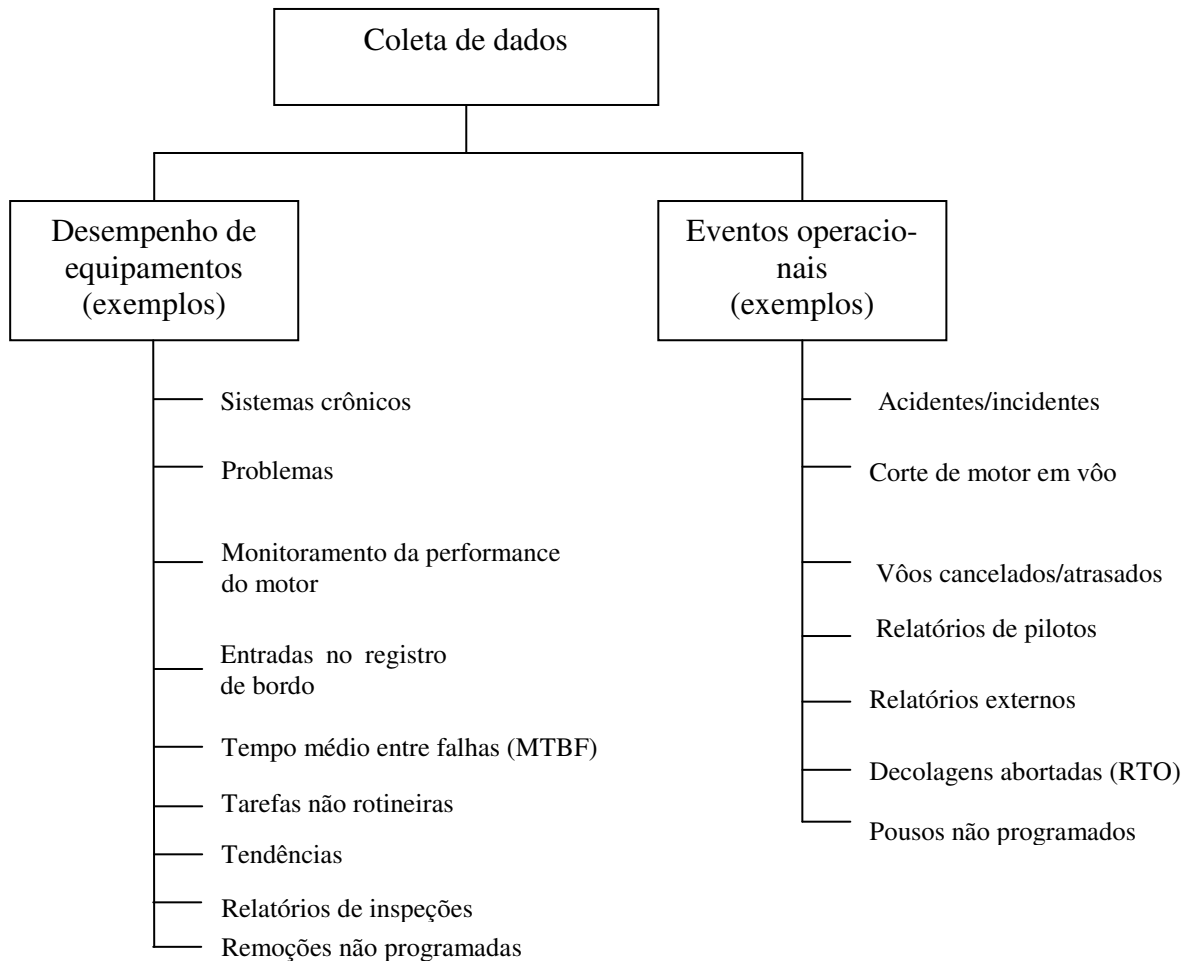 Coleta de dados
Desempenho de
equipamentos
(exemplos)
Sistemas crônicos
Problemas
Monitoramento da performance
do motor
Entradas no registro
de bordo
Tempo médio entre falhas (MTBF)
Tarefas não rotineiras
Tendências
Relatórios de inspeções
Remoções não programadas
Eventos operacio-
nais
(exemplos)
Acidentes/incidentes
Corte de motor em vôo
Vôos cancelados/atrasados
Relatórios de pilotos
Relatórios externos
Decolagens abortadas (RTO)
Pousos não programados